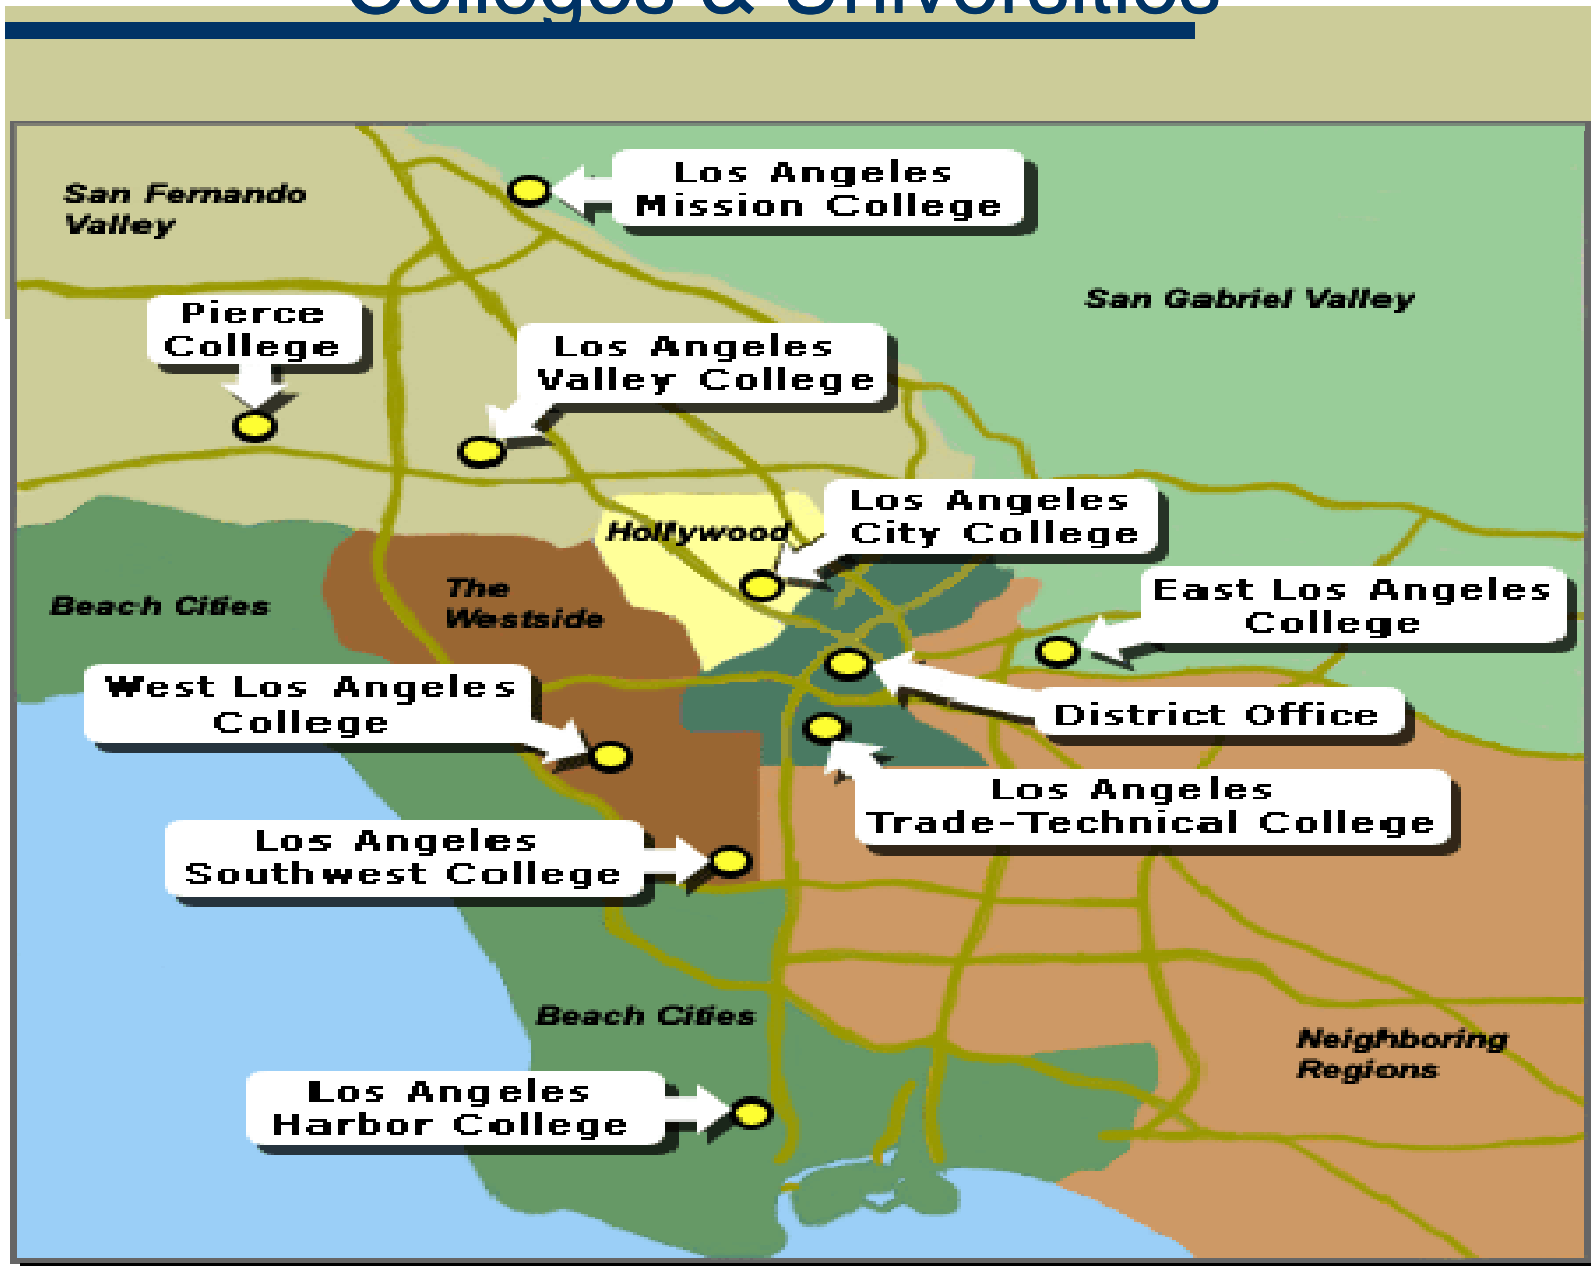 Colleges & Universities
Los Angeles
Mission College
San Fernando
Valley
San Gabriel Valley
Pierce
College
Los Angeles
Valley College
Los Angeles
City College
Hollywood
East Los Angeles
College
The
Westside
Beach Cities
West Los Angeles
College
District Office
Los Angeles
Trade-Technical College
Los Angeles
Southwest College
Beach Cities
Neighboring
Regions
Los Angeles
Harbor College